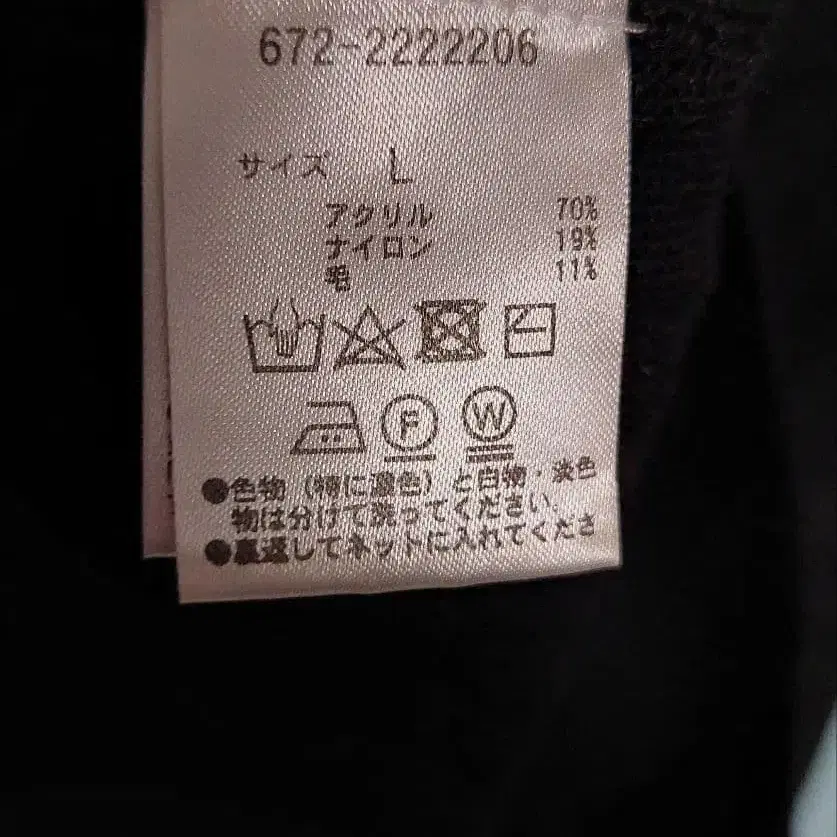 672-2222206
サイズ L
アクリル 70%
ナイロン 19%
毛 11%
F W
●色物（特に濃色）と白物・淡色
物は分けて洗ってください.
●裏返してネットに入れてくださ